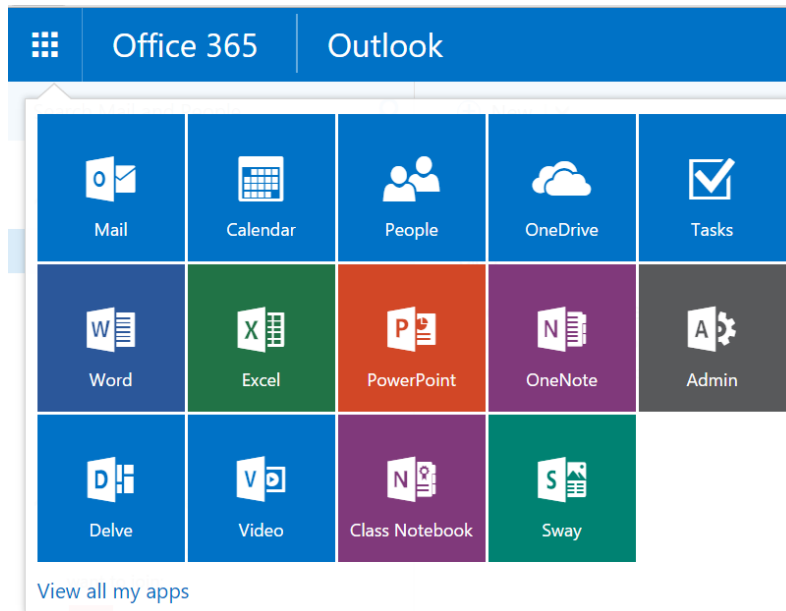 Office 365 Outlook
Mail Calendar People OneDrive Tasks
Word Excel PowerPoint OneNote Admin
Delve Video Class Notebook Sway
View all my apps